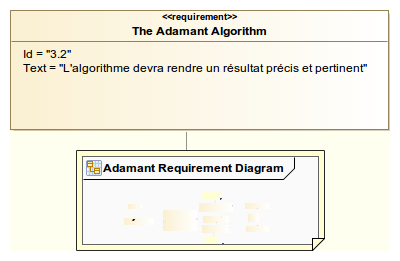 <<requirement>>
The Adamant Algorithm
Id = "3.2"
Text = "L'algorithme devra rendre un résultat précis et pertinent"
Adamant Requirement Diagram